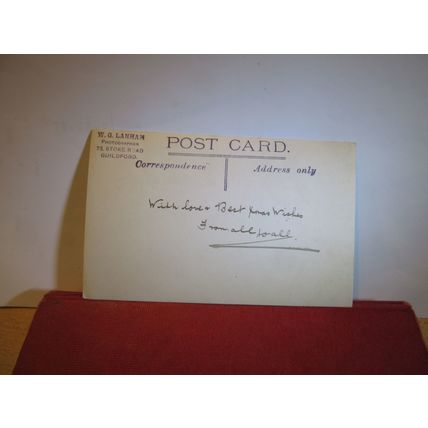 W. G. LANHAM
PHOTOGRAPHER
75, STOKE ROAD
GUILDFORD.
POST CARD.
Correspondence
Address only
With love & Best Xmas Wishes
From all to all.